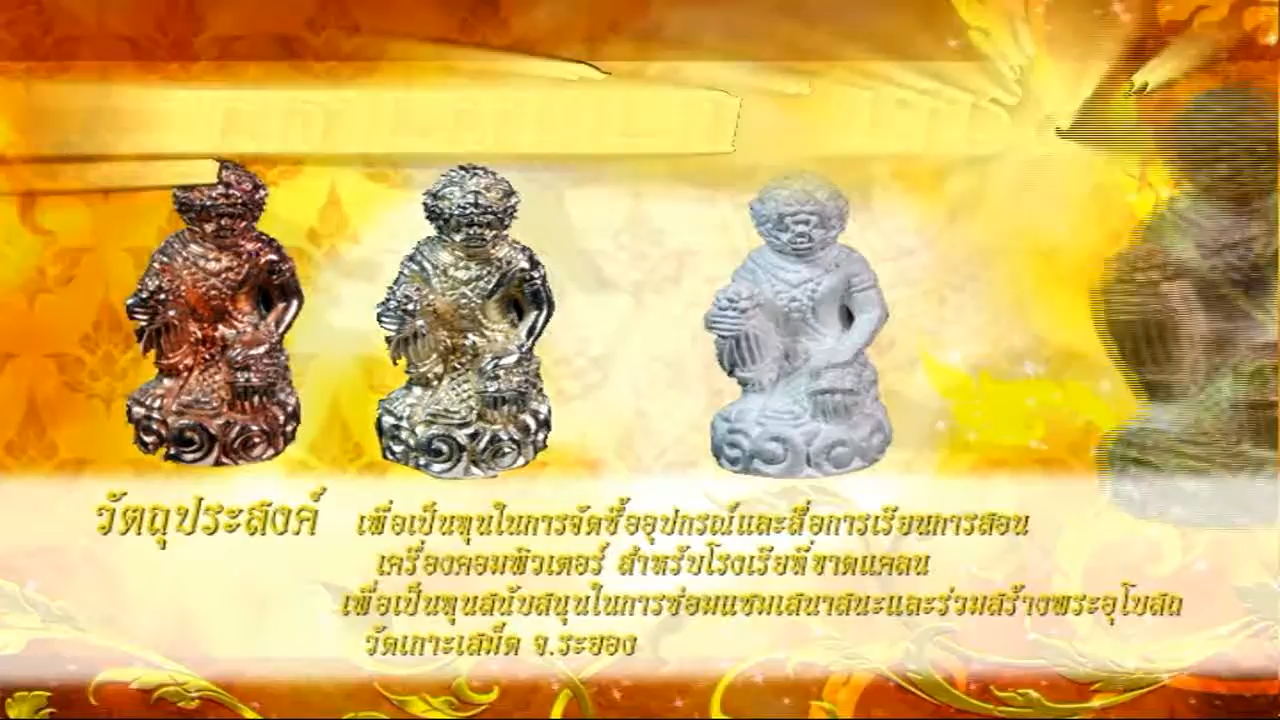 วัตถุประสงค์ เพื่อเป็นทุนในการจัดซื้ออุปกรณ์และสื่อการเรียนการสอน
เครื่องคอมพิวเตอร์ สำหรับโรงเรียที่ขาดแคลน
เพื่อเป็นทุนสนับสนุนในการซ่อมแซมเสนาสนะและร่วมสร้างพระอุโบสถ
วัดเกาะเสม็ด จ.ระยอง